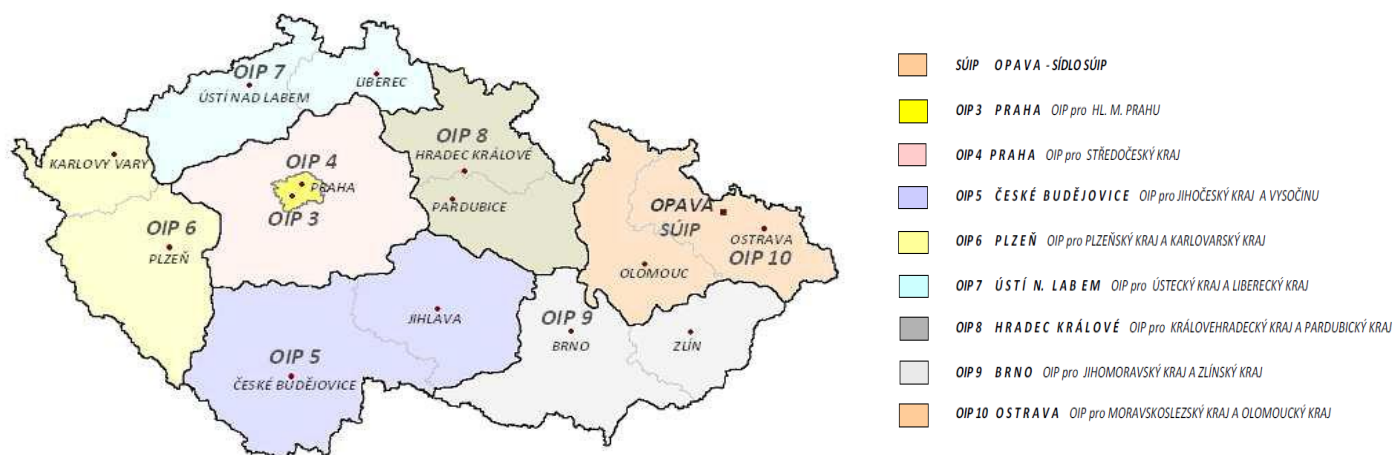 OIP 7
ÚSTÍ NAD LABEM
LIBEREC
KARLOVY VARY
OIP 8
HRADEC KRÁLOVÉ
PARDUBICE
OIP 4
PRAHA
OIP 3
OIP 6
PLZEŇ
OPAVA
SÚIP
OSTRAVA
OIP 10
OLOMOUC
JIHLAVA
OIP 9
BRNO
ZLÍN
OIP 5
ČESKÉ BUDĚJOVICE
SÚIP OPAVA - SÍDLO SÚIP
OIP 3 PRAHA OIP pro HL. M. PRAHU
OIP 4 PRAHA OIP pro STŘEDOČESKÝ KRAJ
OIP 5 ČESKÉ BUDĚJOVICE OIP pro JIHOČESKÝ KRAJ A VYSOČINU
OIP 6 PLZEŇ OIP pro PLZEŇSKÝ KRAJ A KARLOVARSKÝ KRAJ
OIP 7 ÚSTÍ N. LABEM OIP pro ÚSTECKÝ KRAJ A LIBERECKÝ KRAJ
OIP 8 HRADEC KRÁLOVÉ OIP pro KRÁLOVEHRADECKÝ KRAJ A PARDUBICKÝ KRAJ
OIP 9 BRNO OIP pro JIHOMORAVSKÝ KRAJ A ZLÍNSKÝ KRAJ
OIP 10 OSTRAVA OIP pro MORAVSKOSLEZSKÝ KRAJ A OLOMOUCKÝ KRAJ